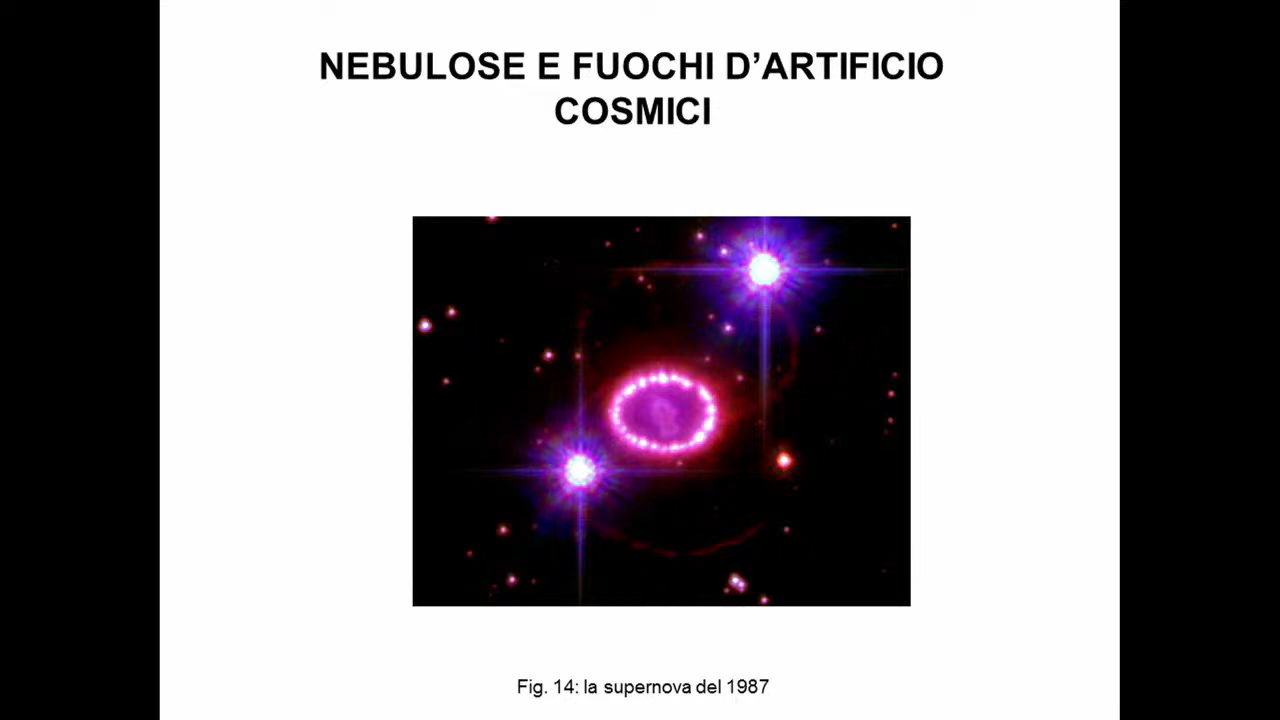 NEBULOSE E FUOCHI D’ARTIFICIO
COSMICI
Fig. 14: la supernova del 1987